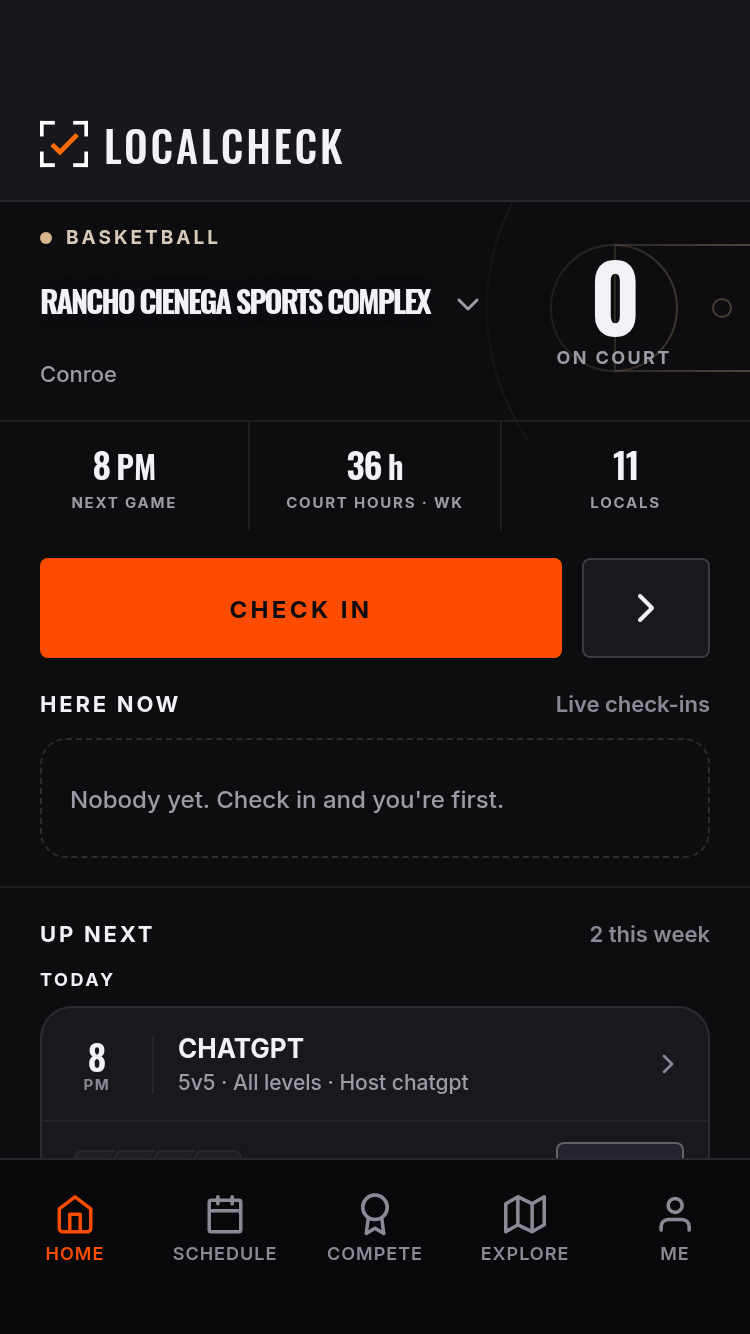 LOCALCHECK
BASKETBALL
RANCHO CIENEGA SPORTS COMPLEX
Conroe
0
ON COURT
8 PM
NEXT GAME
36 h
COURT HOURS · WK
11
LOCALS
CHECK IN
HERE NOW
Live check-ins
Nobody yet. Check in and you're first.
UP NEXT
2 this week
TODAY
8
PM
CHATGPT
5v5 · All levels · Host chatgpt
HOME
SCHEDULE
COMPETE
EXPLORE
ME